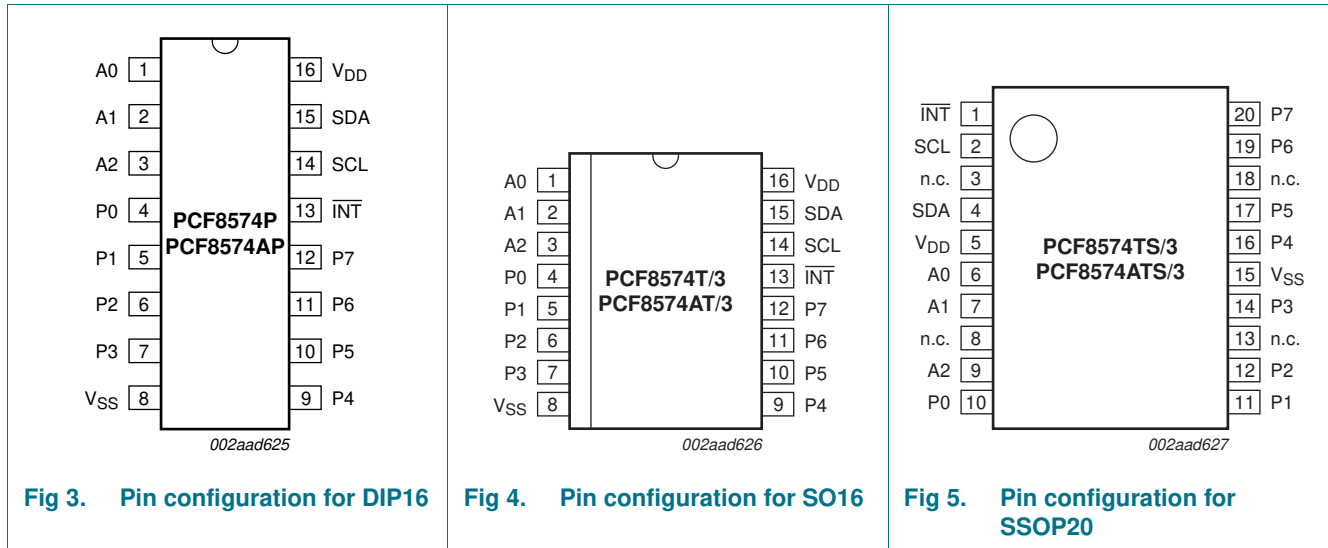 A0 1 16 VDD
A1 2 15 SDA
A2 3 14 SCL
P0 4 13 INT
PCF8574P
PCF8574AP
P1 5 12 P7
P2 6 11 P6
P3 7 10 P5
VSS 8 9 P4
002aad625
Fig 3. Pin configuration for DIP16
A0 1 16 VDD
A1 2 15 SDA
A2 3 14 SCL
P0 4 13 INT
PCF8574T/3
PCF8574AT/3
P1 5 12 P7
P2 6 11 P6
P3 7 10 P5
VSS 8 9 P4
002aad626
Fig 4. Pin configuration for SO16
INT 1 20 P7
SCL 2 19 P6
n.c. 3 18 n.c.
SDA 4 17 P5
VDD 5 16 P4
PCF8574TS/3
PCF8574ATS/3
A0 6 15 VSS
A1 7 14 P3
n.c. 8 13 n.c.
A2 9 12 P2
P0 10 11 P1
002aad627
Fig 5. Pin configuration for
SSOP20